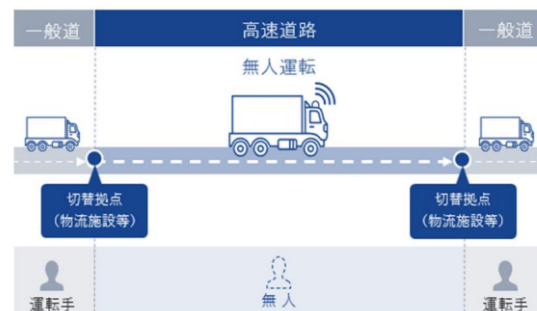 一般道
高速道路
一般道
無人運転
切替拠点
(物流施設等)
切替拠点
(物流施設等)
運転手
無人
運転手